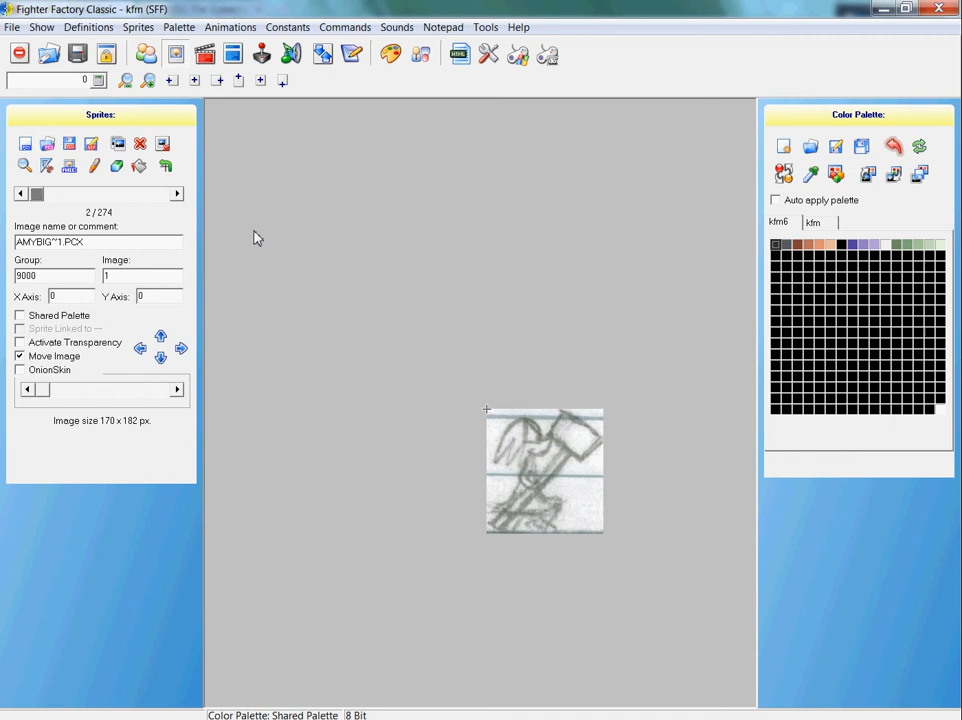 Fighter Factory Classic - kfm (SFF)
File Show Definitions Sprites Palette Animations Constants Commands Sounds Notepad Tools Help
0
Sprites:
2 / 274
Image name or comment:
AMYBIG~1.PCX
Group: Image:
9000 1
X Axis: 0 Y Axis: 0
Shared Palette
Sprite Linked to ---
Activate Transparency
Move Image
OnionSkin
Image size 170 x 182 px.
Color Palette:
Auto apply palette
kfm6 kfm
Color Palette: Shared Palette 8 Bit